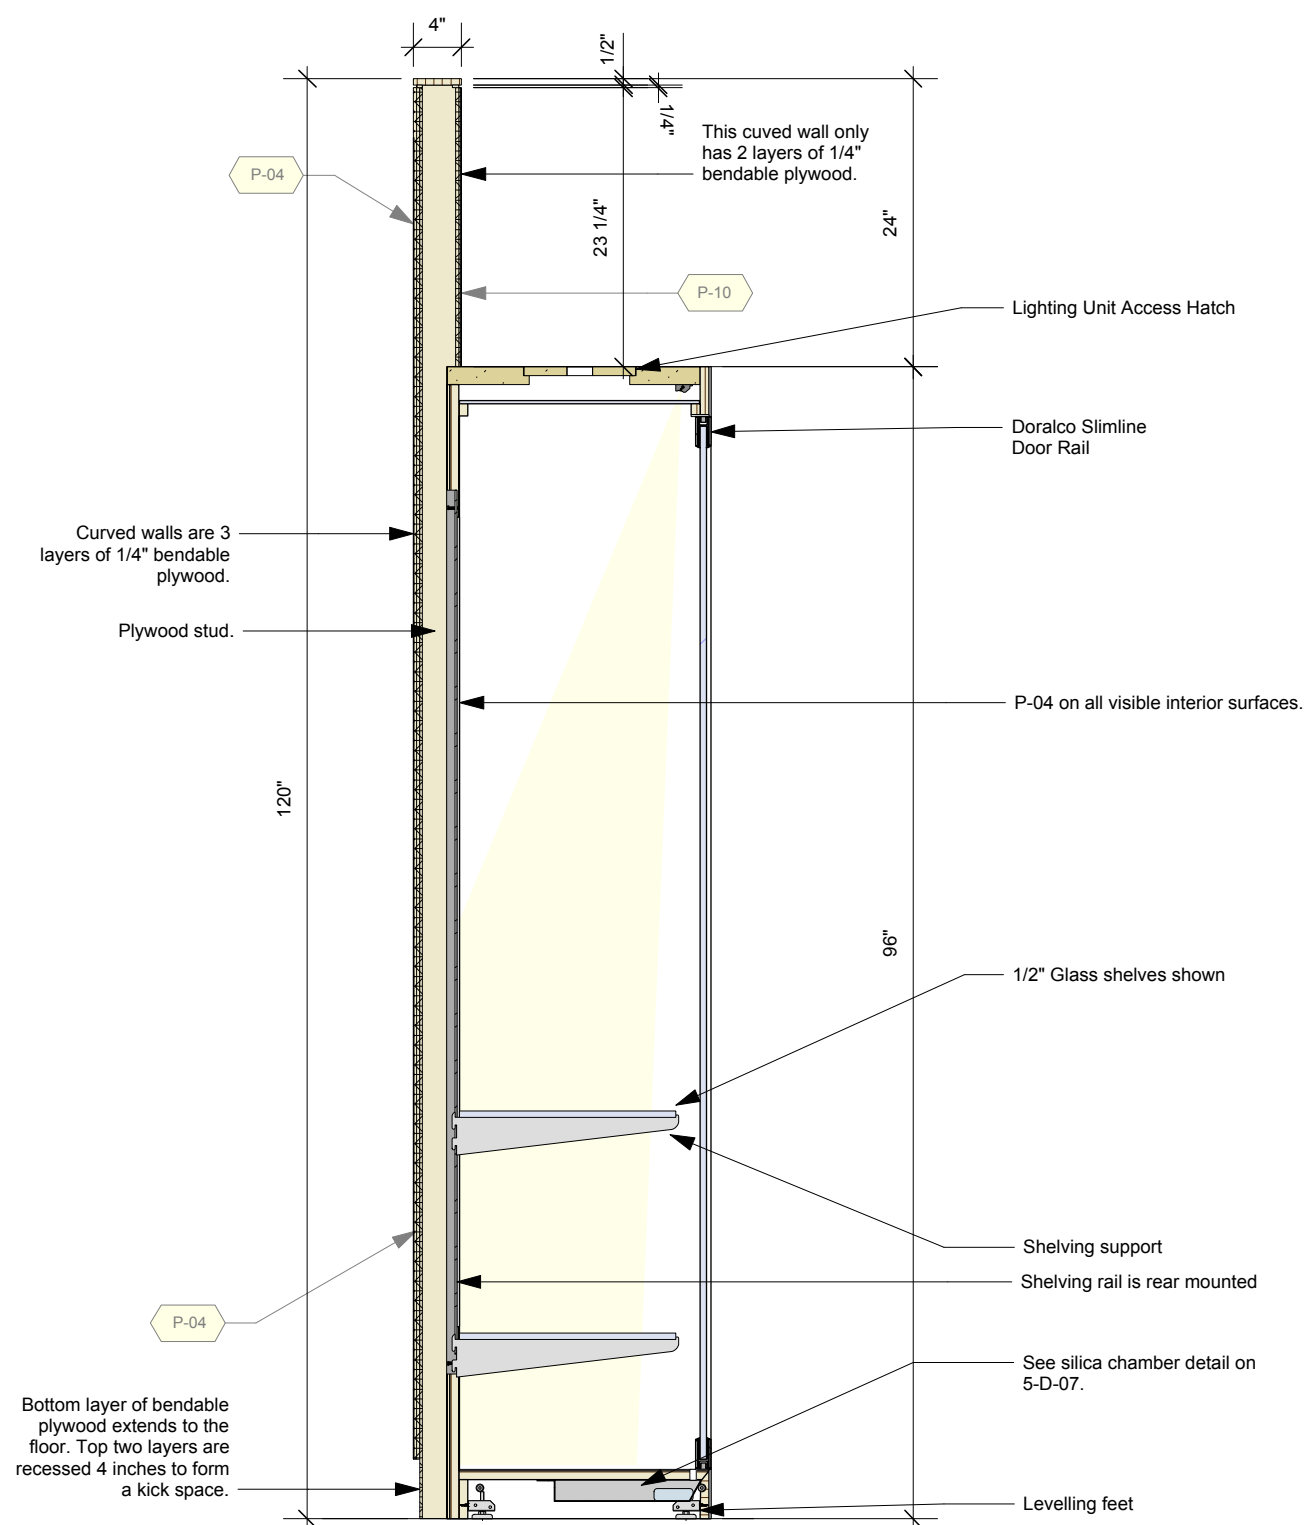 4"
1/2"
1/4"
This cuved wall only
has 2 layers of 1/4"
bendable plywood.
P-04
23 1/4"
24"
P-10
Lighting Unit Access Hatch
Doralco Slimline
Door Rail
Curved walls are 3
layers of 1/4" bendable
plywood.
Plywood stud.
P-04 on all visible interior surfaces.
120"
96"
1/2" Glass shelves shown
Shelving support
Shelving rail is rear mounted
P-04
See silica chamber detail on
5-D-07.
Bottom layer of bendable
plywood extends to the
floor. Top two layers are
recessed 4 inches to form
a kick space.
Levelling feet